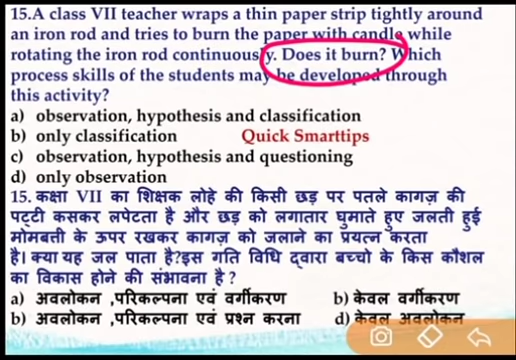 15.A class VII teacher wraps a thin paper strip tightly around
an iron rod and tries to burn the paper with candle while
rotating the iron rod continuously. Does it burn? Which
process skills of the students may be developed through
this activity?
a) observation, hypothesis and classification
b) only classification Quick Smarttips
c) observation, hypothesis and questioning
d) only observation
15. कक्षा VII का शिक्षक लोहे की किसी छड़ पर पतले कागज़ की
पट्टी कसकर लपेटता है और छड़ को लगातार घुमाते हुए जलती हुई
मोमबत्ती के ऊपर रखकर कागज़ को जलाने का प्रयत्न करता
है। क्या यह जल पाता है?इस गति विधि द्वारा बच्चो के किस कौशल
का विकास होने की संभावना है ?
a) अवलोकन ,परिकल्पना एवं वर्गीकरण b) केवल वर्गीकरण
b) अवलोकन ,परिकल्पना एवं प्रश्न करना d) केवल अवलोकन